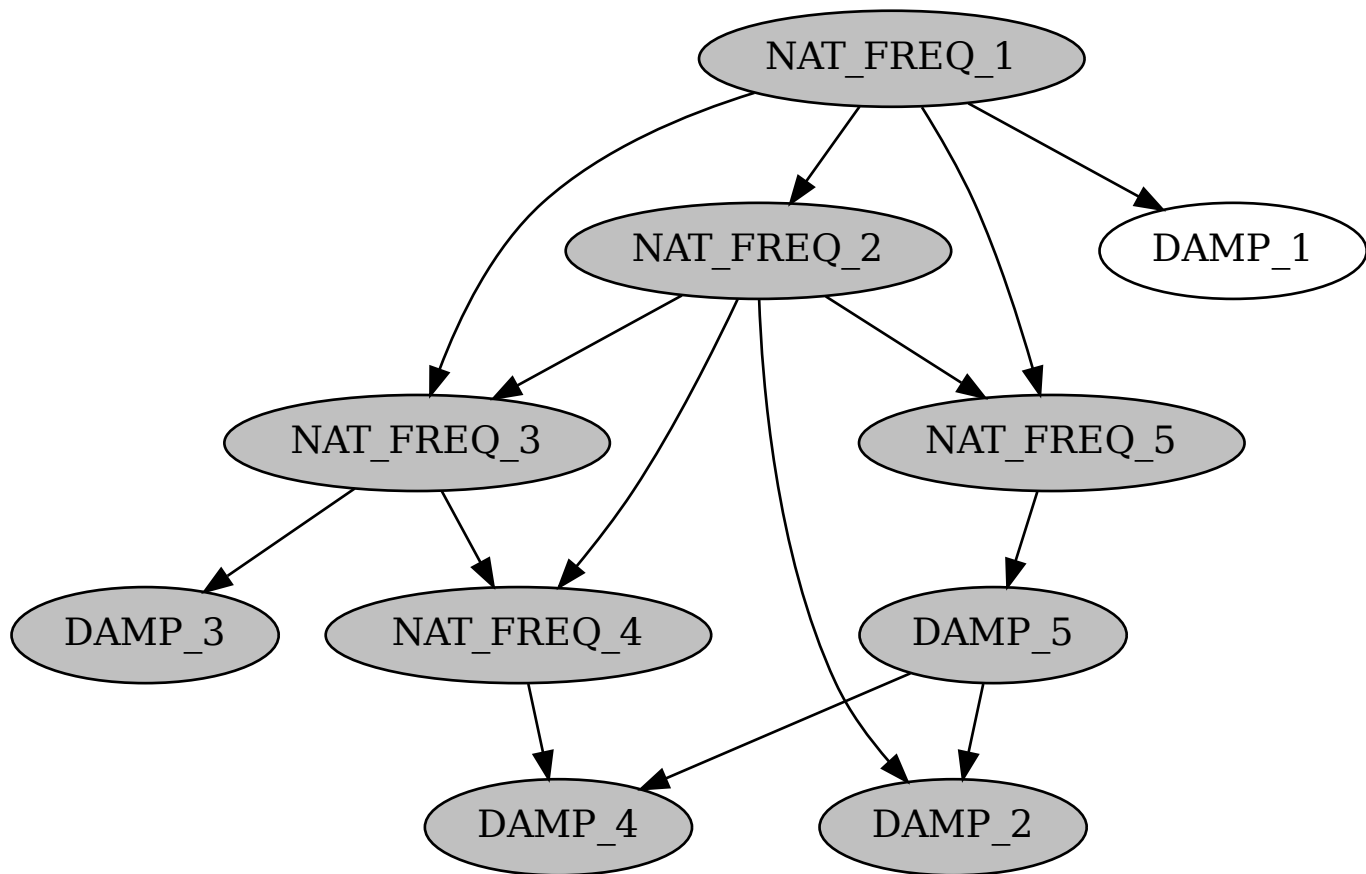 NAT_FREQ_1
NAT_FREQ_2
DAMP_1
NAT_FREQ_3
NAT_FREQ_5
DAMP_3
NAT_FREQ_4
DAMP_5
DAMP_4
DAMP_2